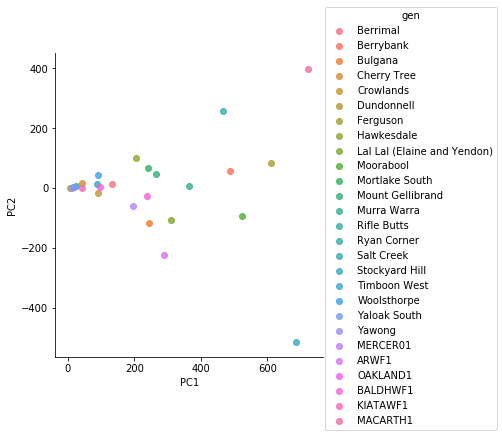 gen
Berrimal
Berrybank
Bulgana
Cherry Tree
Crowlands
Dundonnell
Ferguson
Hawkesdale
Lal Lal (Elaine and Yendon)
Moorabool
Mortlake South
Mount Gellibrand
Murra Warra
Rifle Butts
Ryan Corner
Salt Creek
Stockyard Hill
Timboon West
Woolsthorpe
Yaloak South
Yawong
MERCER01
ARWF1
OAKLAND1
BALDHWF1
KIATAWF1
MACARTH1
400
200
0
−200
−400
PC2
0 200 400 600
PC1